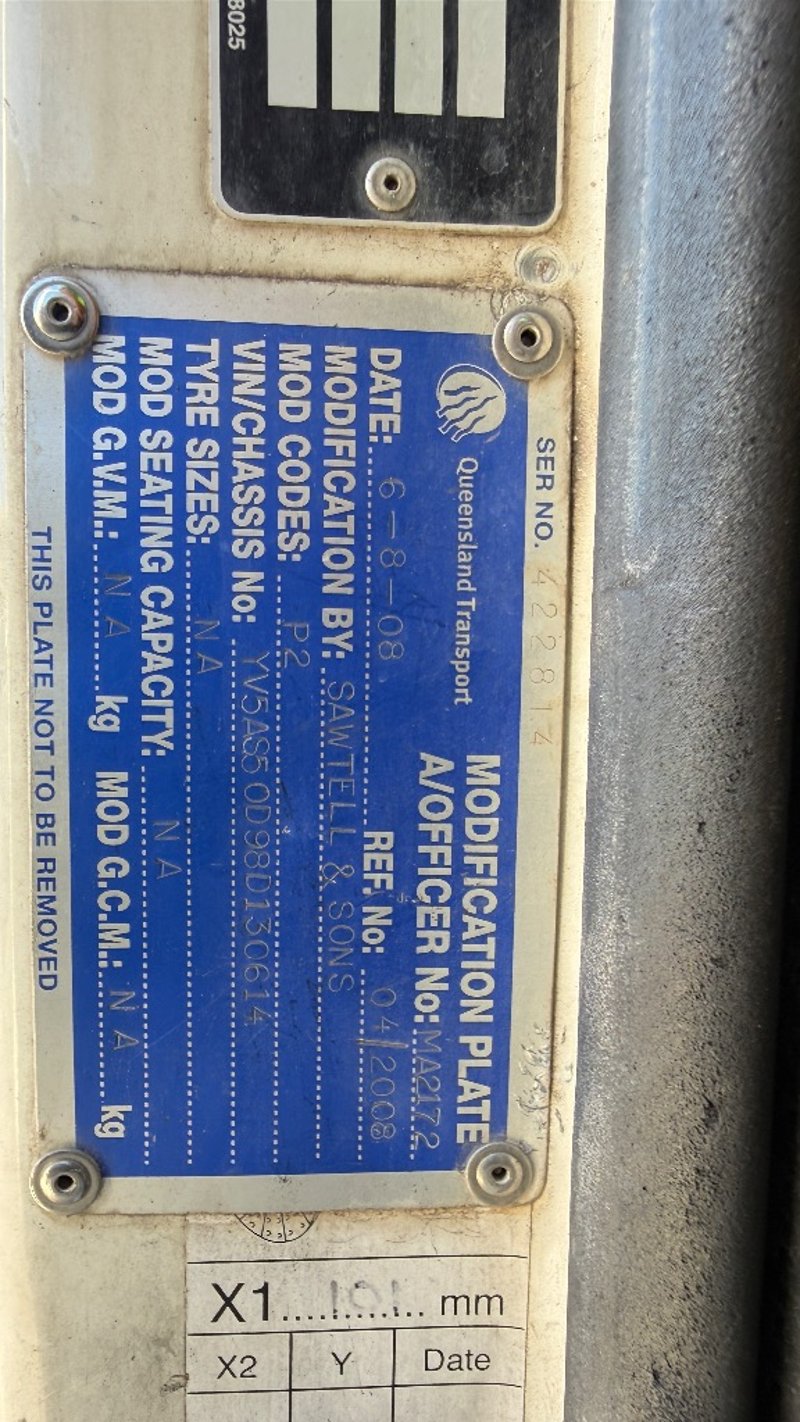 8025
SER NO. 422814
Queensland Transport
MODIFICATION PLATE
A/OFFICER No: MA2172
DATE: 6-8-08 REF. No: 04/2008
MODIFICATION BY: SAWTELL & SONS
MOD CODES: P2
VIN/CHASSIS No: YV5AS50D98D130614
TYRE SIZES: NA
MOD SEATING CAPACITY: NA
MOD G.V.M.: NA kg MOD G.C.M.: NA kg
THIS PLATE NOT TO BE REMOVED
X1 101 mm
X2 Y Date